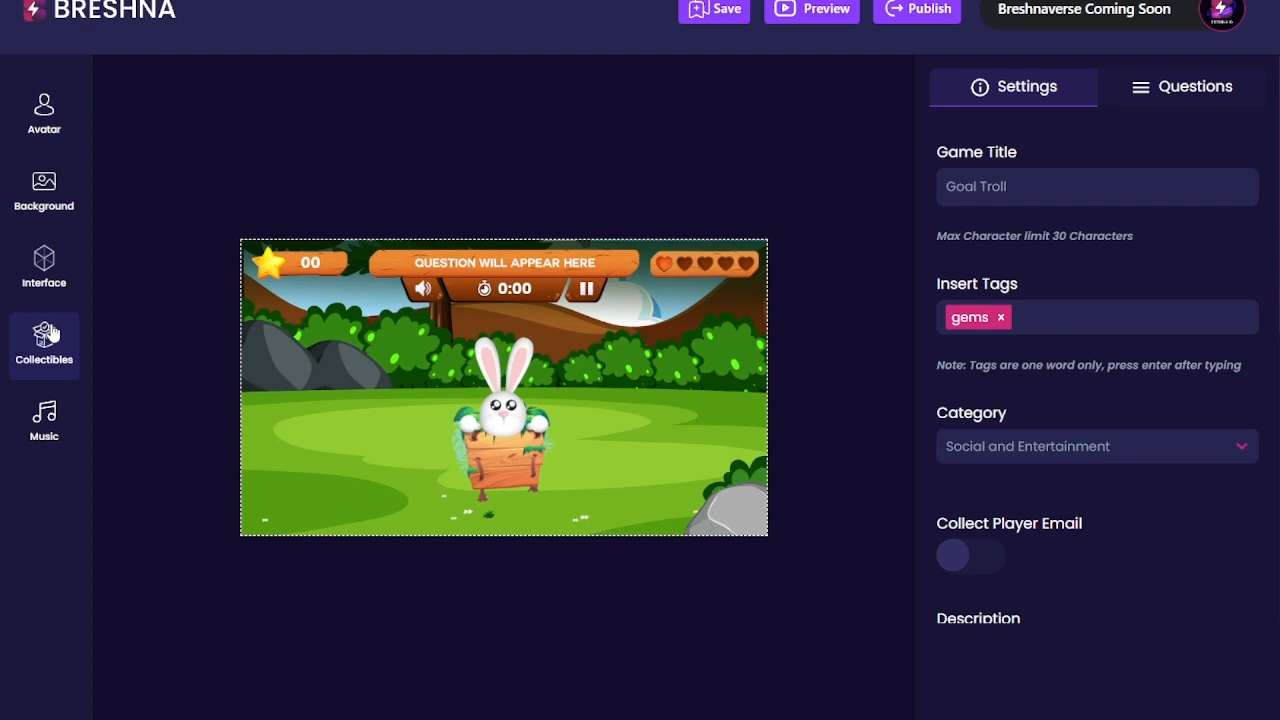 BRESHNA
Save
Preview
Publish
Breshnaverse Coming Soon
Avatar
Background
Interface
Collectibles
Music
00
QUESTION WILL APPEAR HERE
0:00
Settings
Questions
Game Title
Goal Troll
Max Character limit 30 Characters
Insert Tags
gems x
Note: Tags are one word only, press enter after typing
Category
Social and Entertainment
Collect Player Email
Description